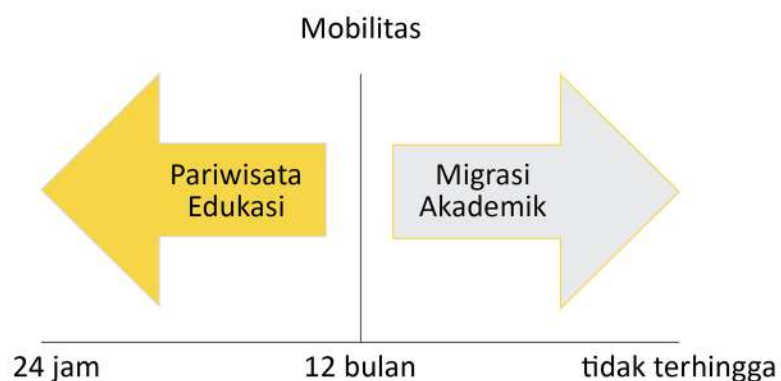 Mobilitas
Pariwisata
Edukasi
Migrasi
Akademik
24 jam
12 bulan
tidak terhingga